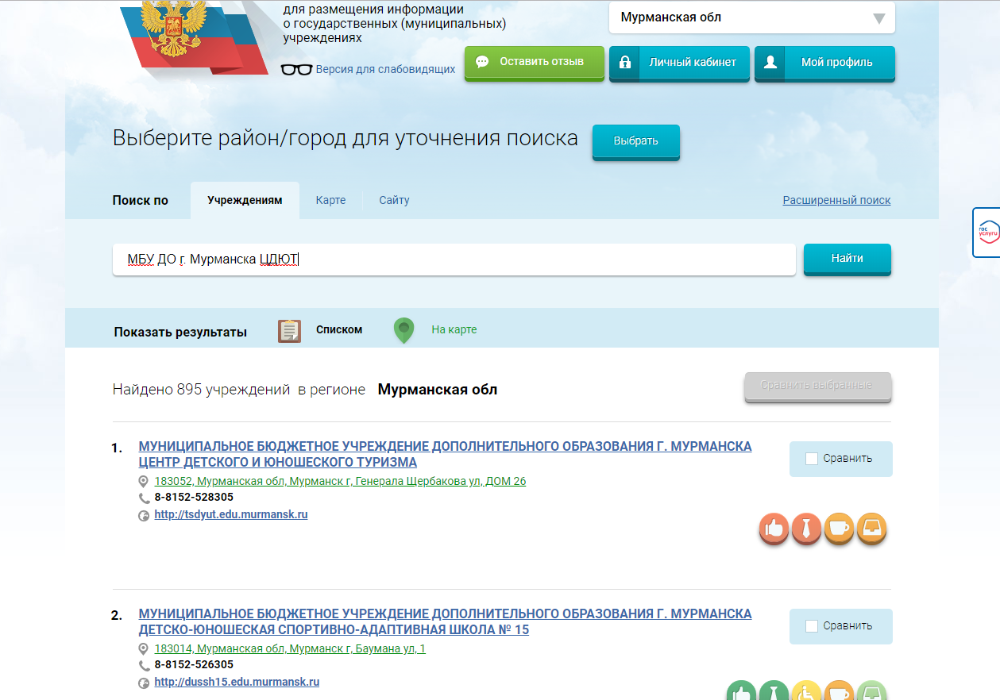 для размещения информации
о государственных (муниципальных)
учреждениях
Мурманская обл
Версия для слабовидящих
Оставить отзыв
Личный кабинет
Мой профиль
Выберите район/город для уточнения поиска
Выбрать
Поиск по
Учреждениям
Карте
Сайту
Расширенный поиск
гос
услуги
МБУ ДО г. Мурманска ЦДЮТ
Найти
Показать результаты
Списком
На карте
Найдено 895 учреждений в регионе Мурманская обл
Сравнить выбранные
1. МУНИЦИПАЛЬНОЕ БЮДЖЕТНОЕ УЧРЕЖДЕНИЕ ДОПОЛНИТЕЛЬНОГО ОБРАЗОВАНИЯ Г. МУРМАНСКА
ЦЕНТР ДЕТСКОГО И ЮНОШЕСКОГО ТУРИЗМА
Сравнить
183052, Мурманская обл, Мурманск г, Генерала Щербакова ул, ДОМ 26
8-8152-528305
http://tsdyut.edu.murmansk.ru
2. МУНИЦИПАЛЬНОЕ БЮДЖЕТНОЕ УЧРЕЖДЕНИЕ ДОПОЛНИТЕЛЬНОГО ОБРАЗОВАНИЯ Г. МУРМАНСКА
ДЕТСКО-ЮНОШЕСКАЯ СПОРТИВНО-АДАПТИВНАЯ ШКОЛА № 15
Сравнить
183014, Мурманская обл, Мурманск г, Баумана ул, 1
8-8152-526305
http://dussh15.edu.murmansk.ru